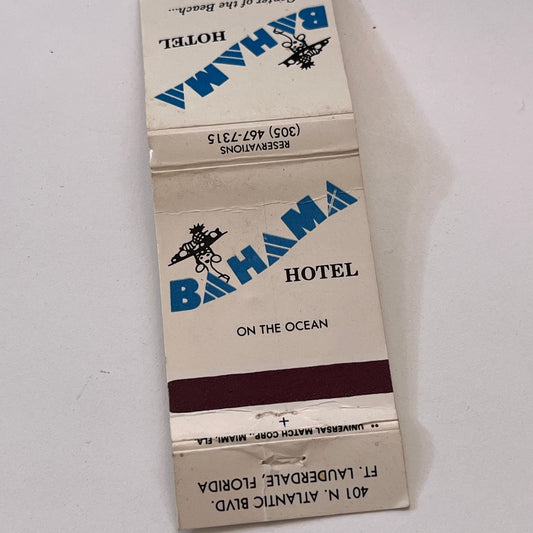 BAHAMA
HOTEL
Center of the Beach...
RESERVATIONS
(305) 467-7315
BAHAMA
HOTEL
ON THE OCEAN
•• UNIVERSAL MATCH CORP., MIAMI, FLA.
401 N. ATLANTIC BLVD.
FT. LAUDERDALE, FLORIDA